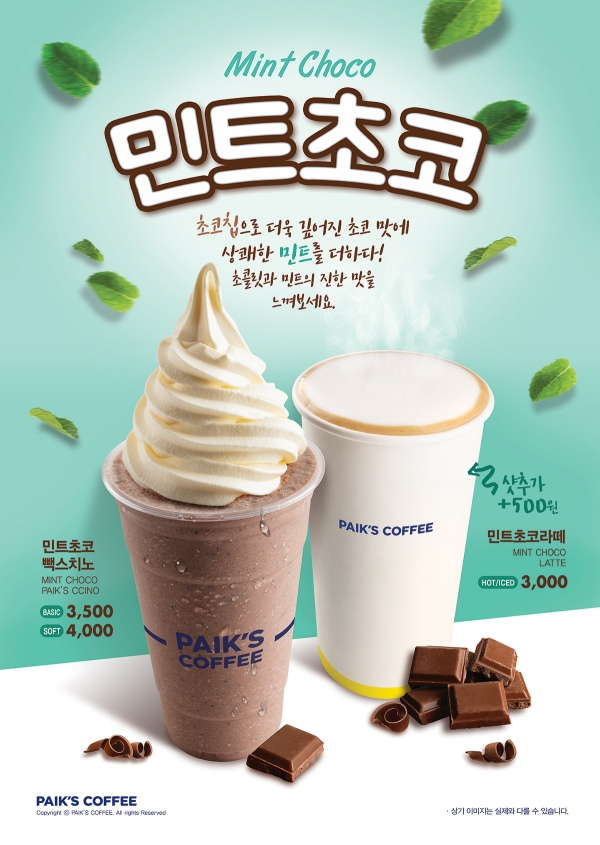 Mint Choco
민트초코
초코칩으로 더욱 깊어진 초코 맛에
상쾌한 민트를 더하다!
초콜릿과 민트의 진한 맛을
느껴보세요.
PAIK'S COFFEE
샷추가
+500원
민트초코라떼
MINT CHOCO
LATTE
HOT/ICED 3,000
민트초코
빽스치노
MINT CHOCO
PAIK'S CCINO
BASIC 3,500
SOFT 4,000
PAIK'S
COFFEE
PAIK'S COFFEE
Copyright ⓒ PAIK'S COFFEE. All rights Reserved
· 상기 이미지는 실제와 다를 수 있습니다.